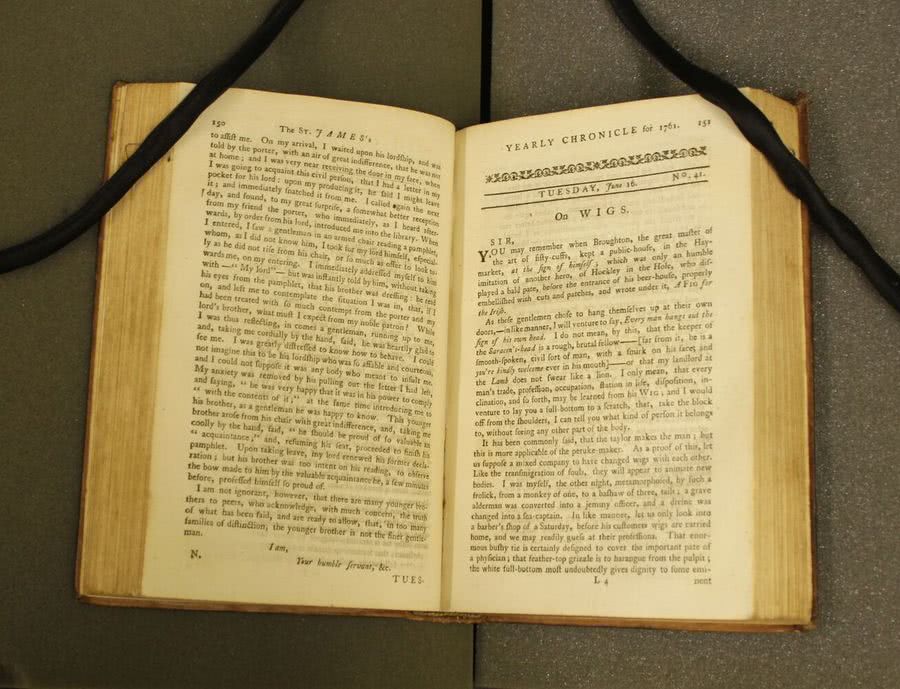 150
The ST. JAMES's
to assist me. On my arrival, I waited upon his lordship, and was
told by the porter, with an air of great indifference, that he was not
at home; and I was very near receiving the door in my face, when
I was going to acquaint this civil person, that I had a letter in my
pocket for his lord: upon my producing it, he said I might leave
it; and immediately snatched it from me. I called again the next
day, and found, to my great surprise, a somewhat better reception
from my friend the porter, who immediately, as I heard after-
wards, by order from his lord, introduced me into the library. When
I entered, I saw a gentleman in an armed chair reading a pamphlet,
whom, as I did not know him, I took for my lord himself, especial-
ly as he did not rise from his chair, or so much as offer to look to-
wards me, on my entering. I immediately addressed myself to him
with—"My lord"—but was instantly told by him, without taking
his eyes from the pamphlet, that his brother was dressing: he read
on, and left me to contemplate the situation I was in, that, if I
had been treated with so much contempt from the porter and my
lord's brother, what must I expect from my noble patron! While
I was thus reflecting, in comes a gentleman, running up to me,
and, taking me cordially by the hand, said, he was heartily glad to
see me. I was greatly distressed to know how to behave. I could
not imagine this to be his lordship who was so affable and courteous,
and I could not suppose it was any body who meant to insult me.
My anxiety was removed by his pulling out the letter I had left,
and saying, "he was very happy that it was in his power to comply
"with the contents of it;" at the same time introducing me to
his brother, as a gentleman he was happy to know. This younger
brother arose from his chair with great indifference, and, taking me
coolly by the hand, said, "he should be proud of so valuable an
"acquaintance;" and, resuming his seat, proceeded to finish his
pamphlet. Upon taking leave, my lord renewed his former decla-
ration; but his brother was too intent on his reading, to observe
the bow made to him by the valuable acquaintance he, a few minutes
before, professed himself so proud of.
I am not ignorant, however, that there are many younger bro-
thers to peers, who acknowledge, with much concern, the truth
of what has been said, and are ready to allow, that, in too many
families of distinction, the younger brother is not the finest gentle-
man.
I am,
N.
Your humble servant, &c.
TUES-
YEARLY CHRONICLE for 1761.
151
TUESDAY, June 16.
No. 41.
On WIGS.
SIR,
YOU may remember when Broughton, the great master of
the art of fisty-cuffs, kept a public-house, in the Hay-
market, at the sign of himself; which was only an humble
imitation of another hero, of Hockley in the Hole, who dis-
played a bald pate, before the entrance of his beer-house, properly
embellished with cuts and patches, and wrote under it, A FIG for
the Irish.
As these gentlemen chose to hang themselves up at their own
doors,—in like manner, I will venture to say, Every man hangs out the
sign of his own head. I do not mean, by this, that the keeper of
the Saracen's-head is a rough, brutal fellow—[far from it, he is a
smooth-spoken, civil sort of man, with a smirk on his face, and
you're kindly welcome ever in his mouth]—or that my landlord at
the Lamb does not swear like a lion. I only mean, that every
man's trade, profession, occupation, station in life, disposition, in-
clination, and so forth, may be learned from his WIG; and I would
venture to lay you a full-bottom to a scratch, that, take the block
off from the shoulders, I can tell you what kind of person it belongs
to, without seeing any other part of the body.
It has been commonly said, that the taylor makes the man; but
this is more applicable of the peruke-maker. As a proof of this, let
us suppose a mixed company to have changed wigs with each other.
Like the transmigration of souls, they will appear to animate new
bodies. I was myself, the other night, metamorphoied, by such a
frolick, from a monkey of one, to a bashaw of three, tails; a grave
alderman was converted into a jemmy officer, and a divine was
changed into a sea-captain. In like manner, let us only look into
a barber's shop of a Saturday, before his customers wigs are carried
home, and we may readily guess at their professions. That enor-
mous bushy tie is certainly designed to cover the important pate of
a physician; that feather-top grizzle is to harangue from the pulpit;
the white full-bottom most undoubtedly gives dignity to some emi-
L 4
nent